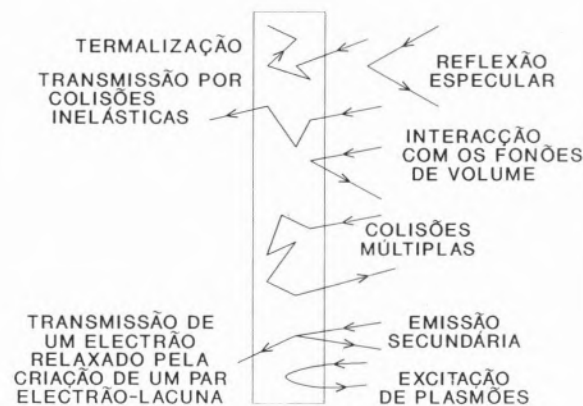 TERMALIZAÇÃO
TRANSMISSÃO POR
COLISÕES
INELÁSTICAS
REFLEXÃO
ESPECULAR
INTERACÇÃO
COM OS FONÕES
DE VOLUME
COLISÕES
MÚLTIPLAS
TRANSMISSÃO DE
UM ELECTRÃO
RELAXADO PELA
CRIAÇÃO DE UM PAR
ELECTRÃO-LACUNA
EMISSÃO
SECUNDÁRIA
EXCITAÇÃO
DE PLASMÕES